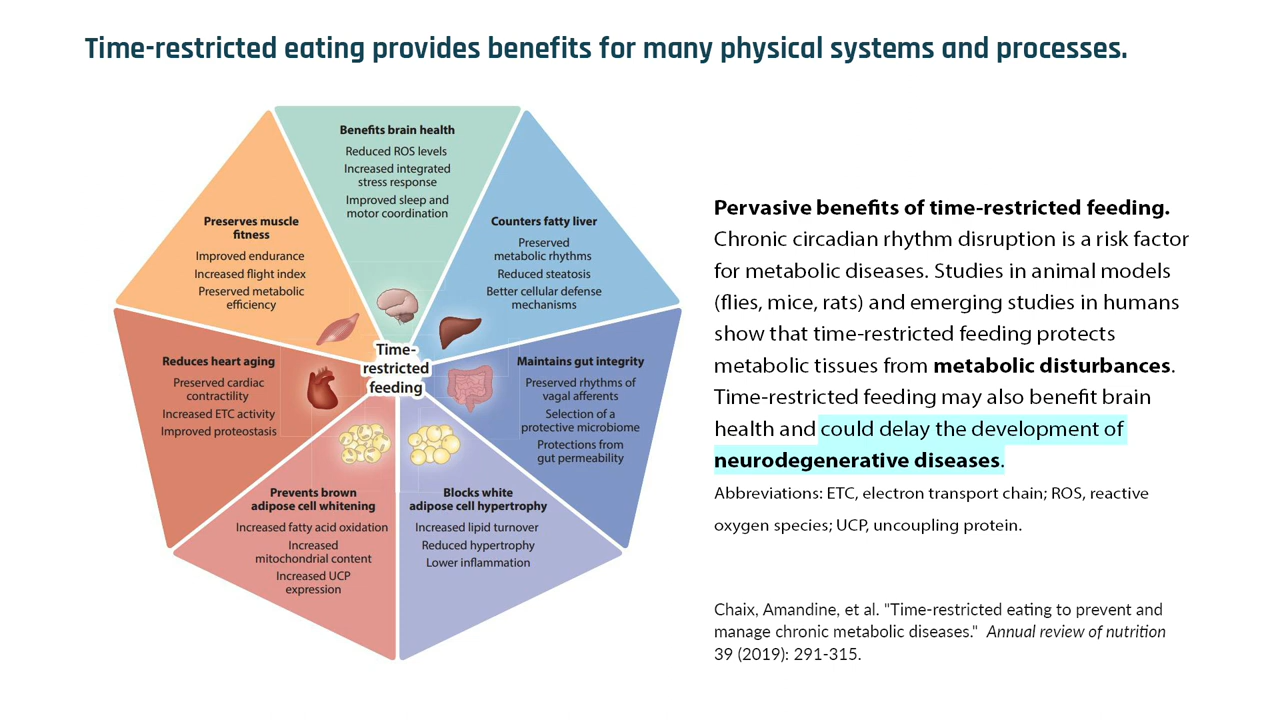 Time-restricted eating provides benefits for many physical systems and processes.
Benefits brain health
Reduced ROS levels
Increased integrated
stress response
Improved sleep and
motor coordination
Counters fatty liver
Preserved
metabolic rhythms
Reduced steatosis
Better cellular defense
mechanisms
Maintains gut integrity
Preserved rhythms of
vagal afferents
Selection of a
protective microbiome
Protections from
gut permeability
Blocks white
adipose cell hypertrophy
Increased lipid turnover
Reduced hypertrophy
Lower inflammation
Prevents brown
adipose cell whitening
Increased fatty acid oxidation
Increased
mitochondrial content
Increased UCP
expression
Reduces heart aging
Preserved cardiac
contractility
Increased ETC activity
Improved proteostasis
Preserves muscle
fitness
Improved endurance
Increased flight index
Preserved metabolic
efficiency
Time-
restricted
feeding
Pervasive benefits of time-restricted feeding.
Chronic circadian rhythm disruption is a risk factor
for metabolic diseases. Studies in animal models
(flies, mice, rats) and emerging studies in humans
show that time-restricted feeding protects
metabolic tissues from metabolic disturbances.
Time-restricted feeding may also benefit brain
health and could delay the development of
neurodegenerative diseases.
Abbreviations: ETC, electron transport chain; ROS, reactive
oxygen species; UCP, uncoupling protein.
Chaix, Amandine, et al. "Time-restricted eating to prevent and
manage chronic metabolic diseases." Annual review of nutrition
39 (2019): 291-315.